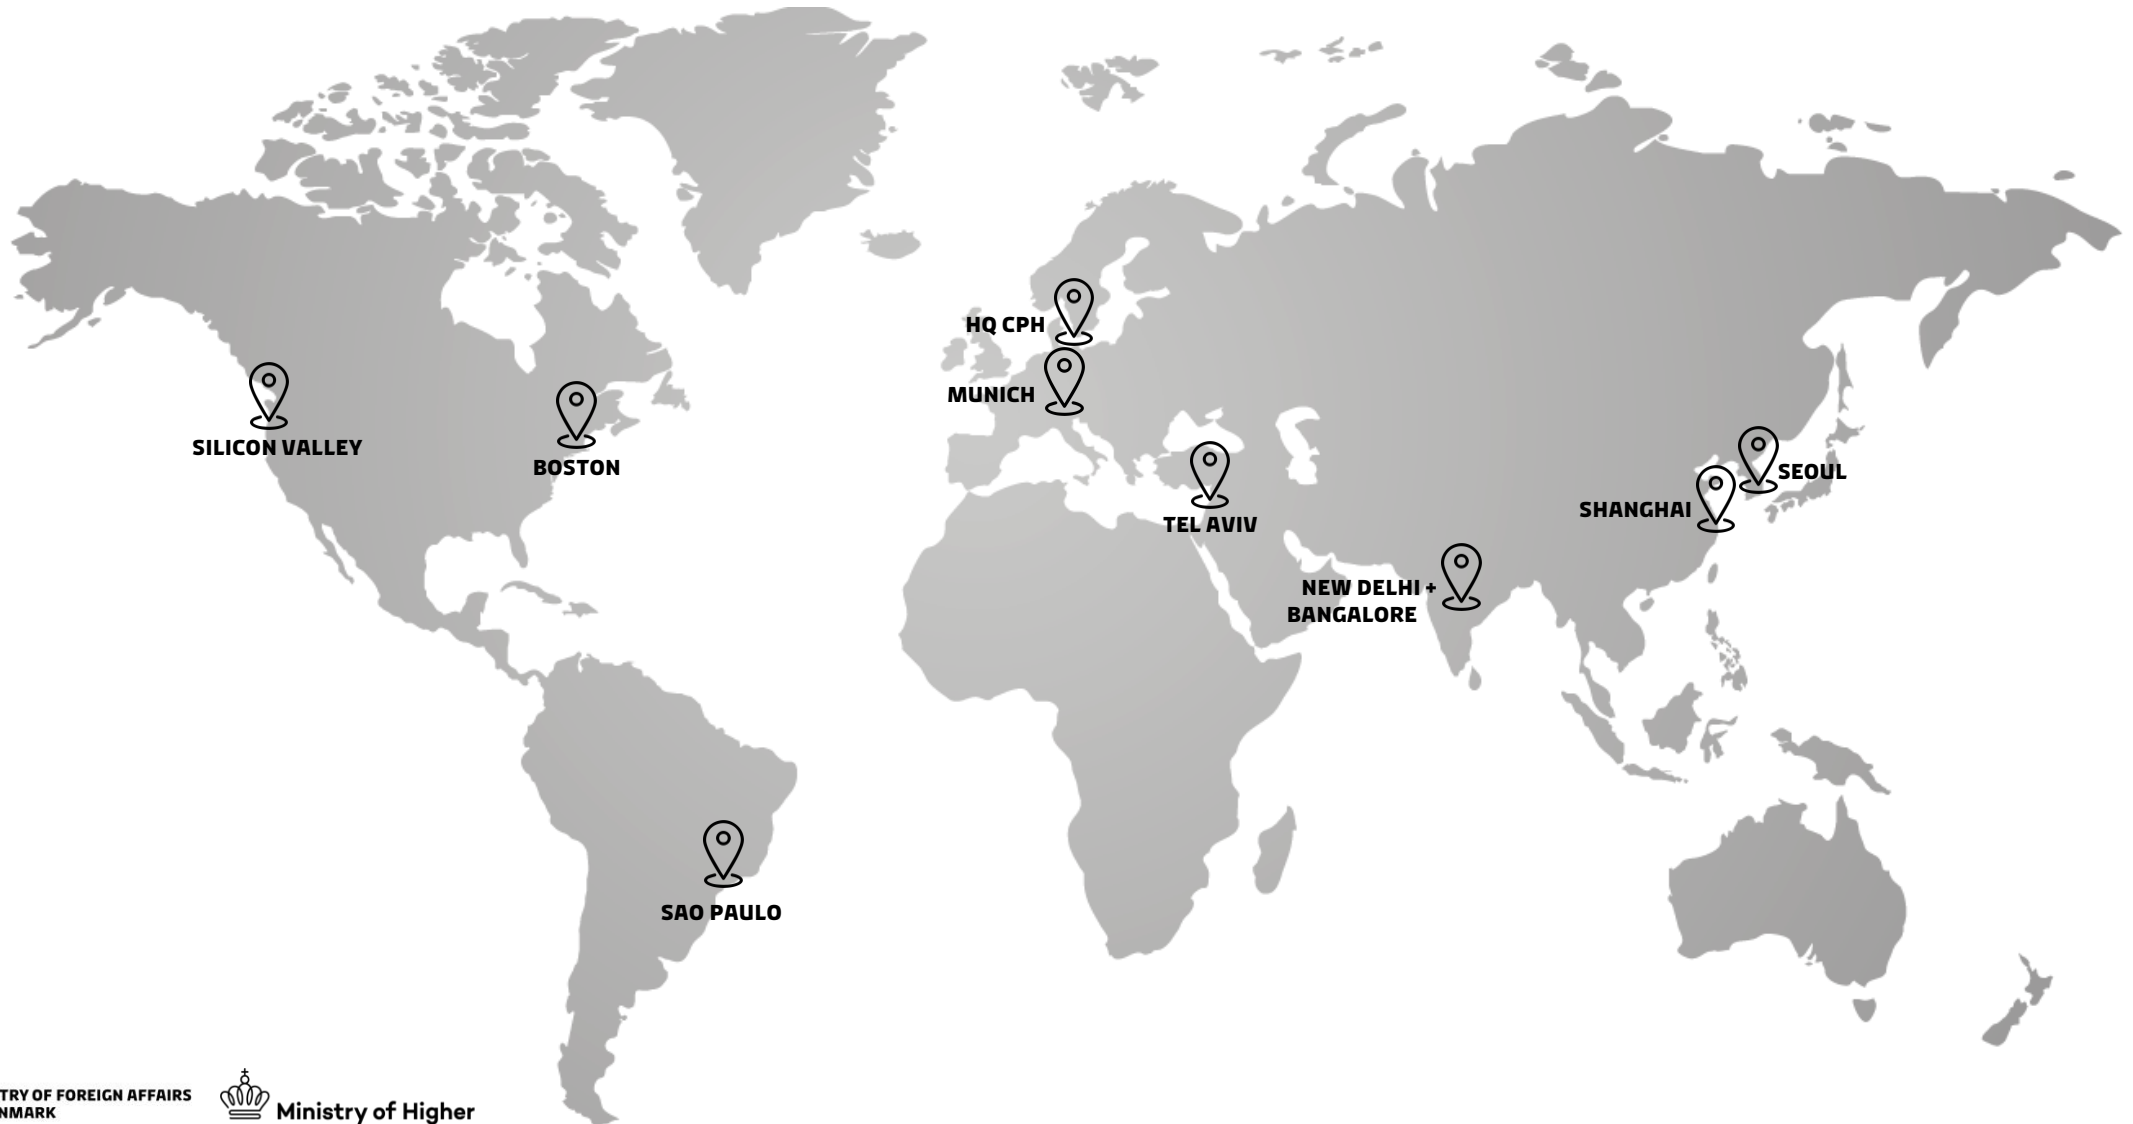 HQ CPH
MUNICH
SILICON VALLEY
BOSTON
SEOUL
SHANGHAI
TEL AVIV
NEW DELHI +
BANGALORE
SAO PAULO
TRY OF FOREIGN AFFAIRS
NMARK
Ministry of Higher